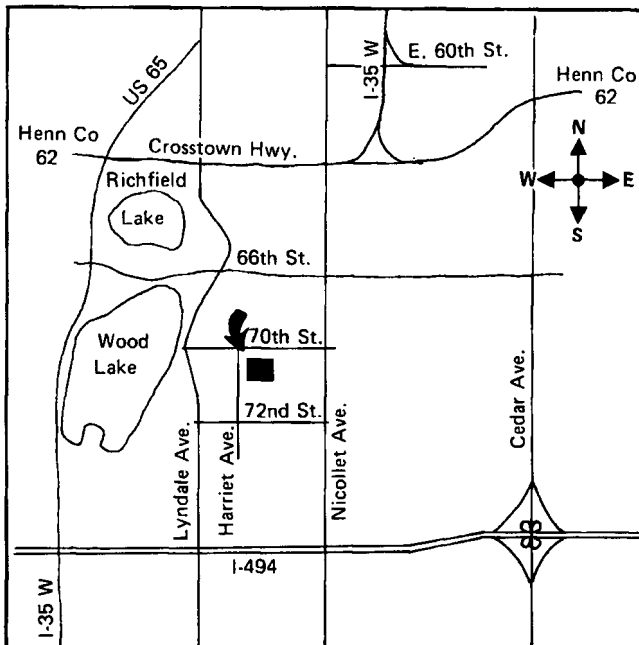 US 65
I-35 W
E. 60th St.
Henn Co
62
Henn Co
62
Crosstown Hwy.
N
W
E
S
Richfield
Lake
66th St.
Wood
Lake
70th St.
72nd St.
Lyndale Ave.
Harriet Ave.
Nicollet Ave.
Cedar Ave.
I-494
I-35 W